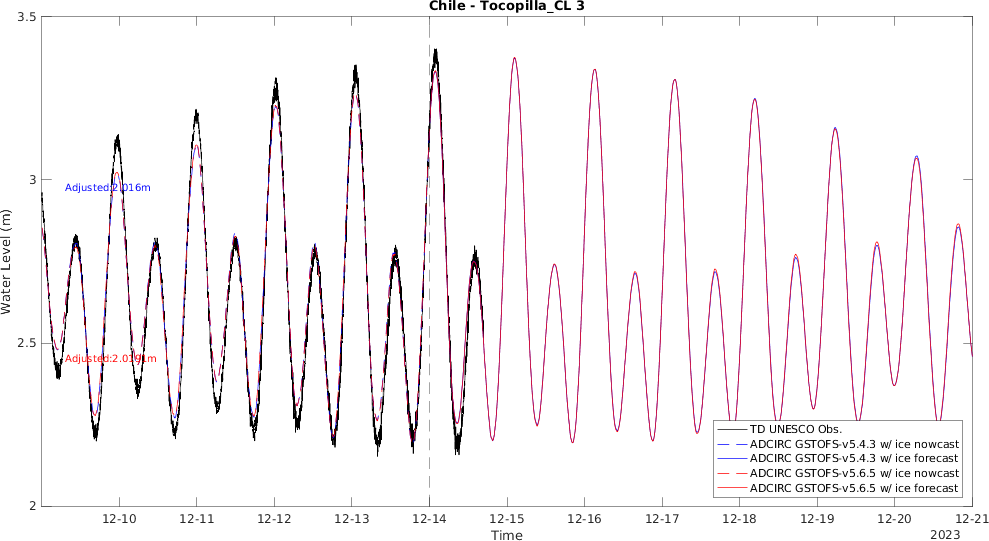 Chile - Tocopilla_CL 3
3.5
3
2.5
2
Water Level (m)
Adjusted:2.016m
Adjusted:2.0191m
TD UNESCO Obs.
ADCIRC GSTOFS-v5.4.3 w/ ice nowcast
ADCIRC GSTOFS-v5.4.3 w/ ice forecast
ADCIRC GSTOFS-v5.6.5 w/ ice nowcast
ADCIRC GSTOFS-v5.6.5 w/ ice forecast
12-10 12-11 12-12 12-13 12-14 12-15 12-16 12-17 12-18 12-19 12-20 12-21
Time
2023